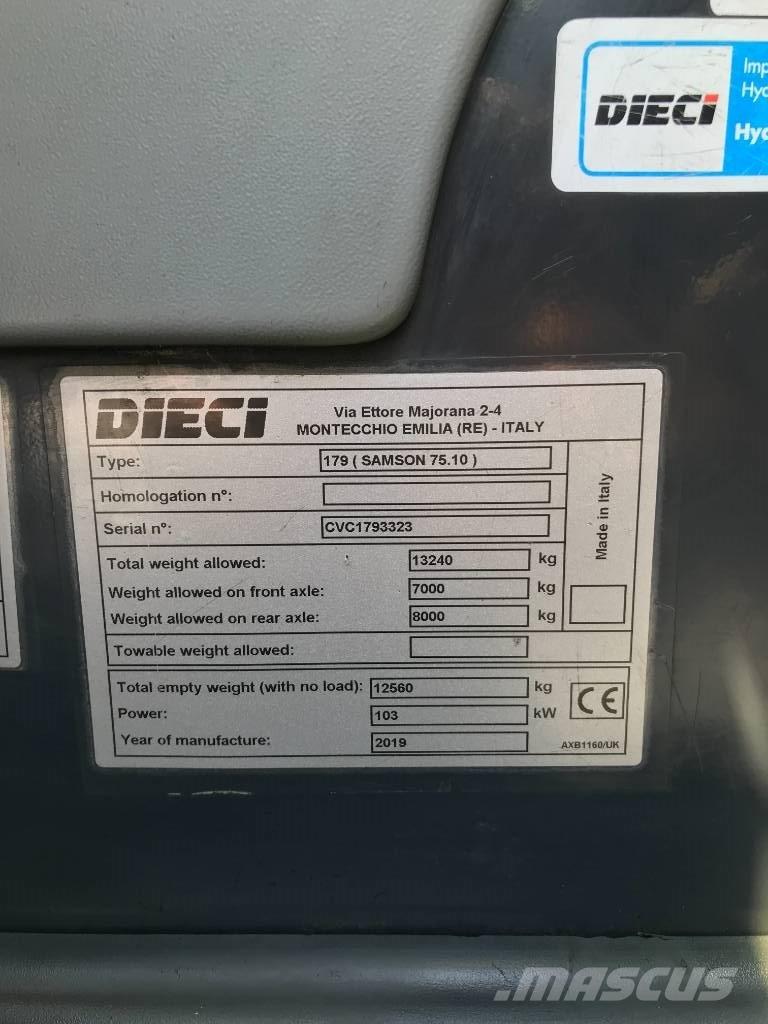 DIECI
DIECI
Via Ettore Majorana 2-4
MONTECCHIO EMILIA (RE) - ITALY
Type: 179 ( SAMSON 75.10 )
Homologation n°:
Serial n°: CVC1793323
Made in Italy
Total weight allowed: 13240 kg
Weight allowed on front axle: 7000 kg
Weight allowed on rear axle: 8000 kg
Towable weight allowed:
Total empty weight (with no load): 12560 kg
Power: 103 kW
CE
Year of manufacture: 2019
AXB1160/UK
.MASCUS